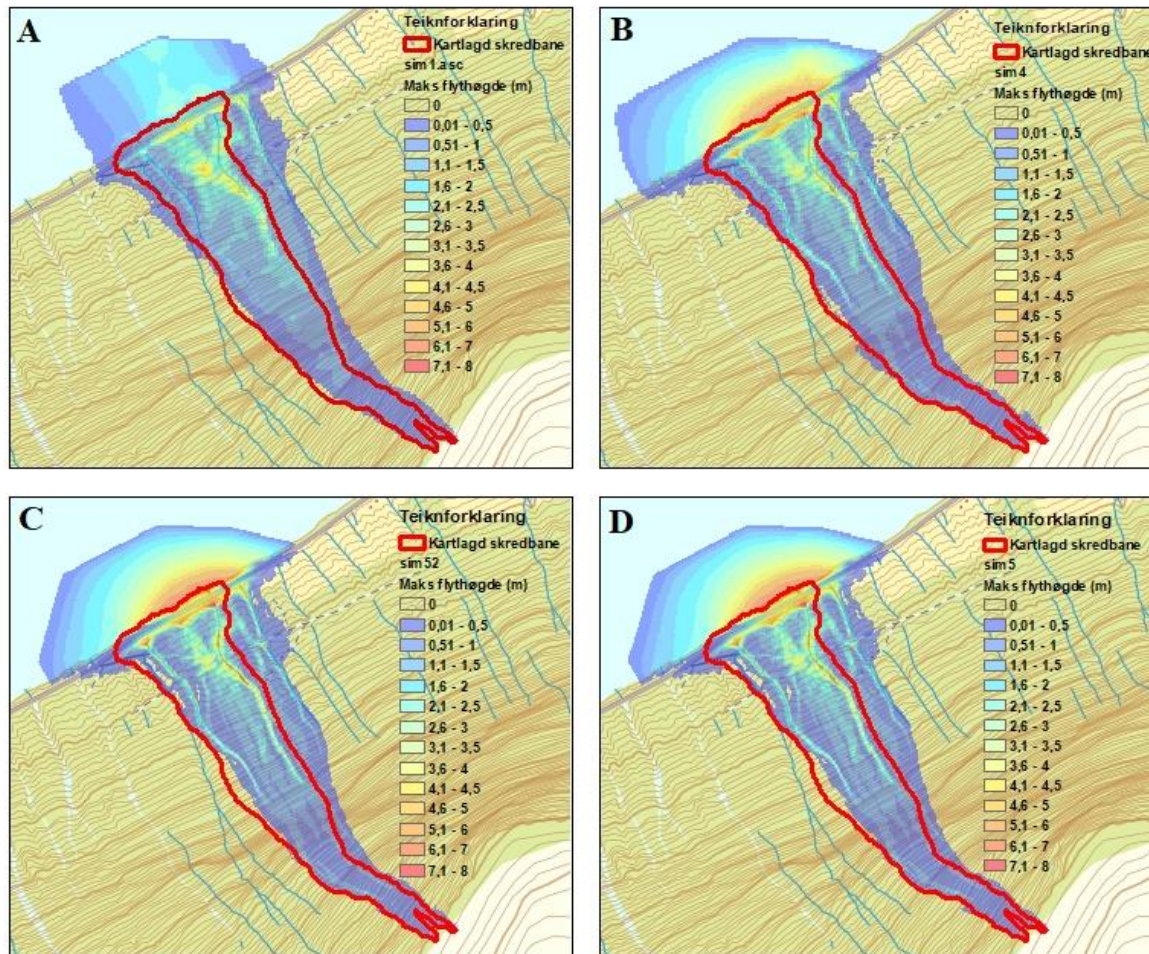 A
Teiknforklaring
Kartlagd skredbane
sim1.asc
Maks flythøgde (m)
0
0,01 - 0,5
0,51 - 1
1,1 - 1,5
1,6 - 2
2,1 - 2,5
2,6 - 3
3,1 - 3,5
3,6 - 4
4,1 - 4,5
4,6 - 5
5,1 - 6
6,1 - 7
7,1 - 8
B
Teiknforklaring
Kartlagd skredbane
sim4
Maks flythøgde (m)
0
0,01 - 0,5
0,51 - 1
1,1 - 1,5
1,6 - 2
2,1 - 2,5
2,6 - 3
3,1 - 3,5
3,6 - 4
4,1 - 4,5
4,6 - 5
5,1 - 6
6,1 - 7
7,1 - 8
C
Teiknforklaring
Kartlagd skredbane
sim52
Maks flythøgde (m)
0
0,01 - 0,5
0,51 - 1
1,1 - 1,5
1,6 - 2
2,1 - 2,5
2,6 - 3
3,1 - 3,5
3,6 - 4
4,1 - 4,5
4,6 - 5
5,1 - 6
6,1 - 7
7,1 - 8
D
Teiknforklaring
Kartlagd skredbane
sim5
Maks flythøgde (m)
0
0,01 - 0,5
0,51 - 1
1,1 - 1,5
1,6 - 2
2,1 - 2,5
2,6 - 3
3,1 - 3,5
3,6 - 4
4,1 - 4,5
4,6 - 5
5,1 - 6
6,1 - 7
7,1 - 8